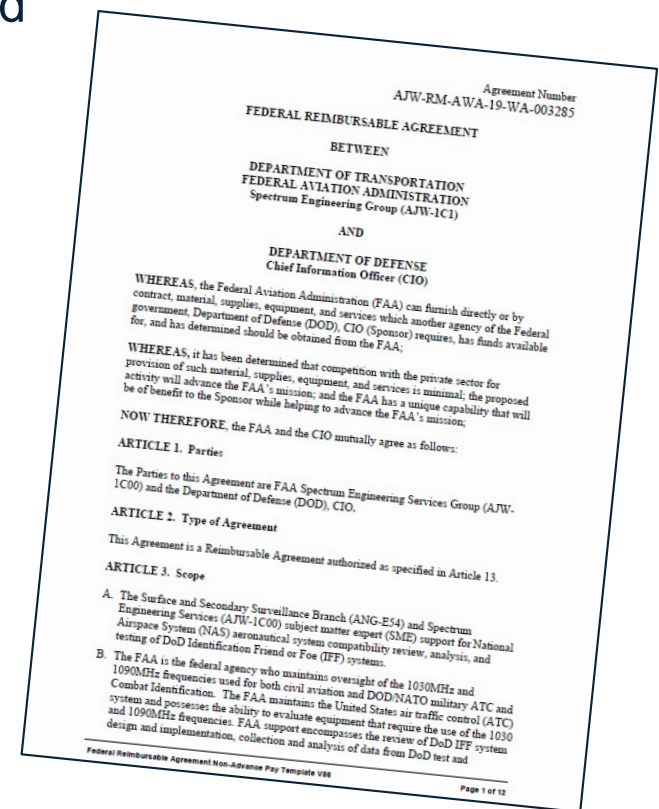 d
Agreement Number
AJW-RM-AWA-19-WA-003285
FEDERAL REIMBURSABLE AGREEMENT
BETWEEN
DEPARTMENT OF TRANSPORTATION
FEDERAL AVIATION ADMINISTRATION
Spectrum Engineering Group (AJW-1C1)
AND
DEPARTMENT OF DEFENSE
Chief Information Officer (CIO)
WHEREAS, the Federal Aviation Administration (FAA) can furnish directly or by
contract, material, supplies, equipment, and services which another agency of the Federal
government, Department of Defense (DOD), CIO (Sponsor) requires, has funds available
for, and has determined should be obtained from the FAA;
WHEREAS, it has been determined that competition with the private sector for
provision of such material, supplies, equipment, and services is minimal; the proposed
activity will advance the FAA's mission; and the FAA has a unique capability that will
be of benefit to the Sponsor while helping to advance the FAA's mission;
NOW THEREFORE, the FAA and the CIO mutually agree as follows:
ARTICLE 1. Parties
The Parties to this Agreement are FAA Spectrum Engineering Services Group (AJW-
1C00) and the Department of Defense (DOD), CIO.
ARTICLE 2. Type of Agreement
This Agreement is a Reimbursable Agreement authorized as specified in Article 13.
ARTICLE 3. Scope
A. The Surface and Secondary Surveillance Branch (ANG-E54) and Spectrum
Engineering Services (AJW-1C00) subject matter expert (SME) support for National
Airspace System (NAS) aeronautical system compatibility review, analysis, and
testing of DoD Identification Friend or Foe (IFF) systems.
B. The FAA is the federal agency who maintains oversight of the 1030MHz and
1090MHz frequencies used for both civil aviation and DOD/NATO military ATC and
Combat Identification. The FAA maintains the United States air traffic control (ATC)
system and possesses the ability to evaluate equipment that require the use of the 1030
and 1090MHz frequencies. FAA support encompasses the review of DoD IFF system
design and implementation, collection and analysis of data from DoD test and
Federal Reimbursable Agreement Non-Advance Pay Template V86
Page 1 of 12